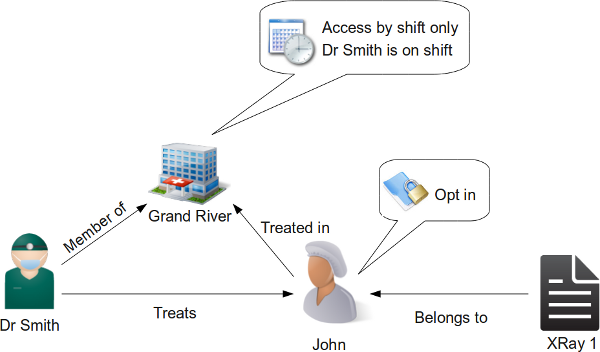 Access by shift only
Dr Smith is on shift
Member of
Grand River
Opt in
Treated in
Dr Smith
Treats
John
Belongs to
XRay 1